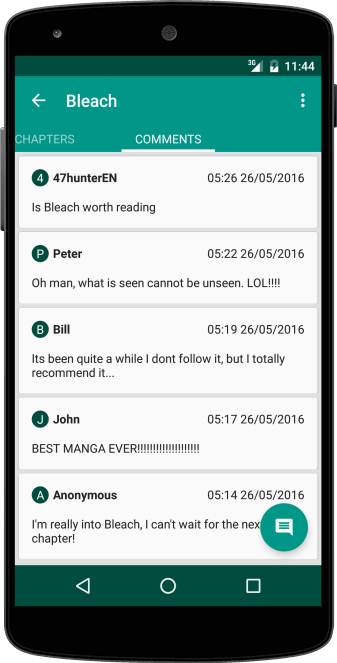 3G 11:44
Bleach
CHAPTERS COMMENTS
4 47hunterEN 05:26 26/05/2016
Is Bleach worth reading
P Peter 05:22 26/05/2016
Oh man, what is seen cannot be unseen. LOL!!!!
B Bill 05:19 26/05/2016
Its been quite a while I dont follow it, but I totally
recommend it...
J John 05:17 26/05/2016
BEST MANGA EVER!!!!!!!!!!!!!!!!!!!!
A Anonymous 05:14 26/05/2016
I'm really into Bleach, I can't wait for the nex
chapter!